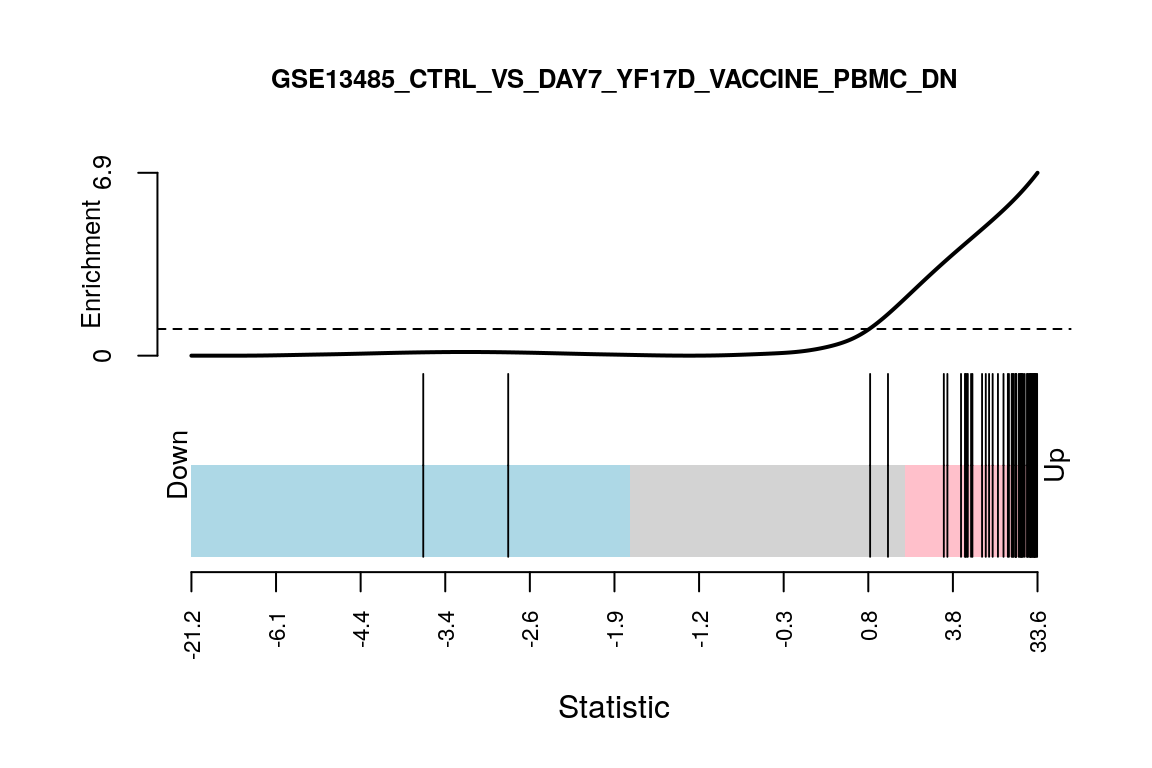 GSE13485_CTRL_VS_DAY7_YF17D_VACCINE_PBMC_DN
6.9
Enrichment
0
Down
Up
-21.2 -6.1 -4.4 -3.4 -2.6 -1.9 -1.2 -0.3 0.8 3.8 33.6
Statistic